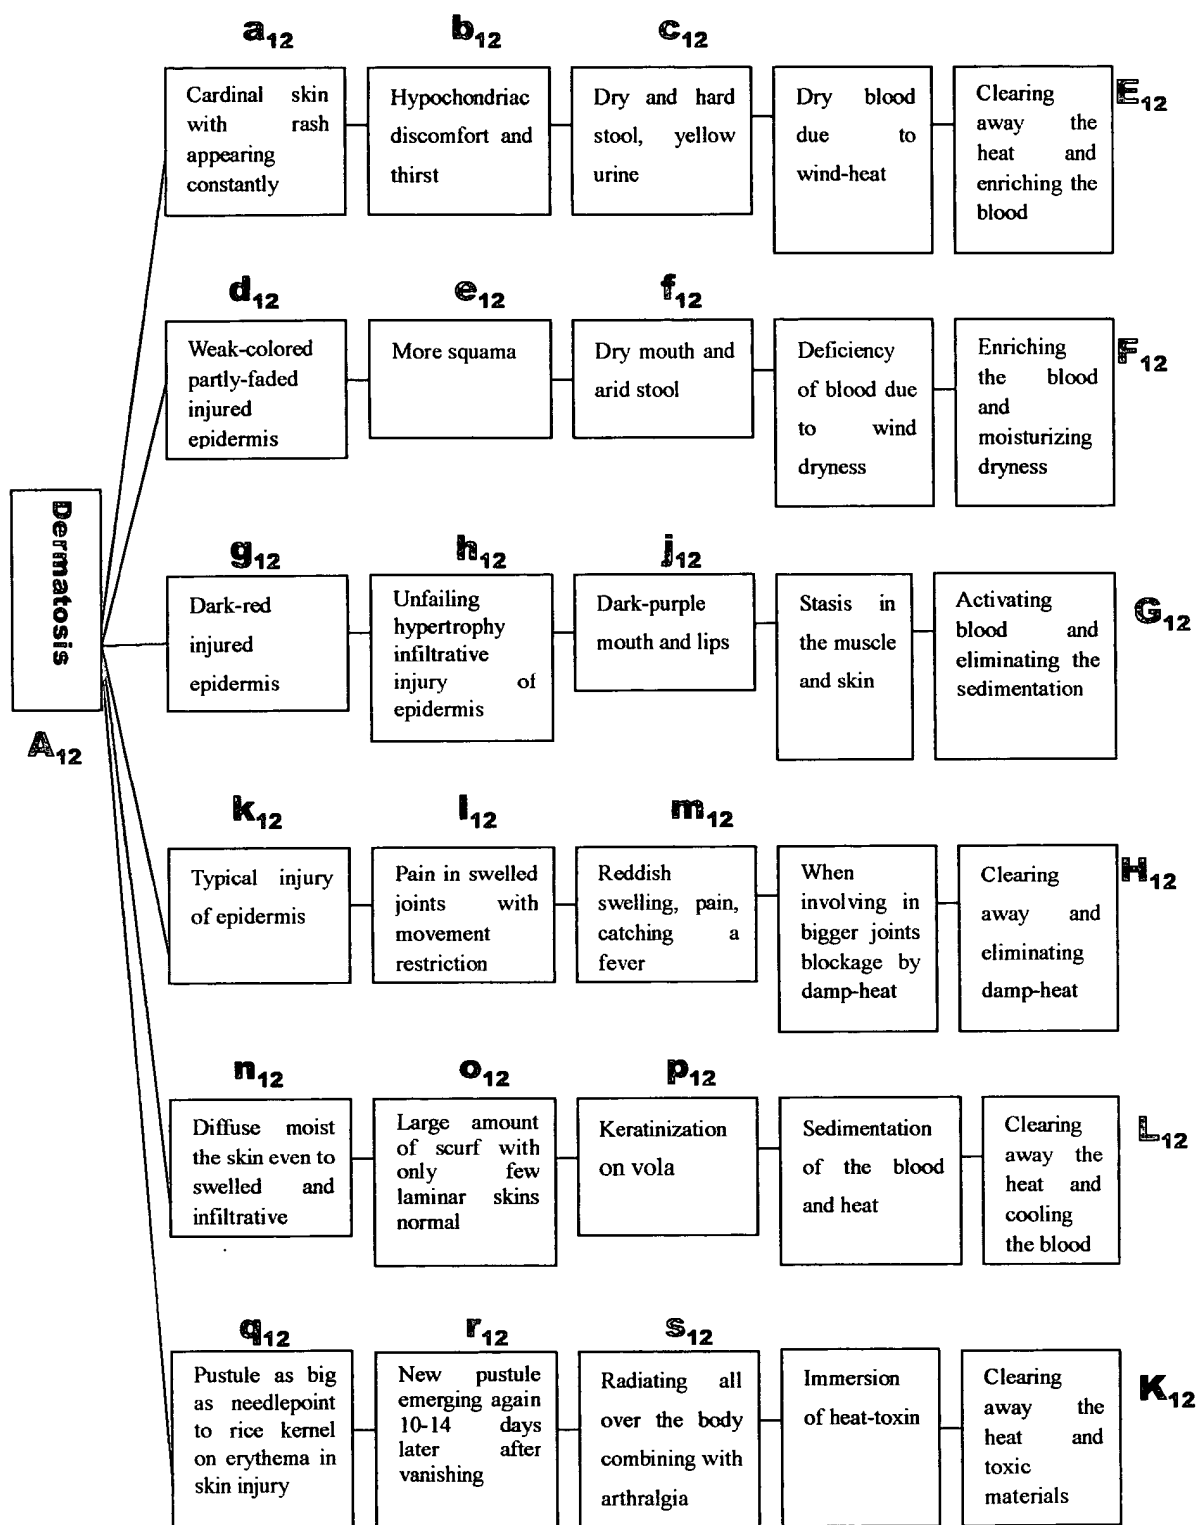 a12 b12 c12
Cardinal skin
with rash
appearing
constantly
Hypochondriac
discomfort and
thirst
Dry and hard
stool, yellow
urine
Dry blood
due to
wind-heat
Clearing
away the
heat and
enriching the
blood
E12
d12 e12 f12
Weak-colored
partly-faded
injured
epidermis
More squama
Dry mouth and
arid stool
Deficiency
of blood due
to wind
dryness
Enriching
the blood
and
moisturizing
dryness
F12
Dermatosis
A12
g12 h12 j12
Dark-red
injured
epidermis
Unfailing
hypertrophy
infiltrative
injury of
epidermis
Dark-purple
mouth and lips
Stasis in
the muscle
and skin
Activating
blood and
eliminating the
sedimentation
G12
k12 l12 m12
Typical injury
of epidermis
Pain in swelled
joints with
movement
restriction
Reddish
swelling, pain,
catching a
fever
When
involving in
bigger joints
blockage by
damp-heat
Clearing
away and
eliminating
damp-heat
H12
n12 o12 p12
Diffuse moist
the skin even to
swelled and
infiltrative
Large amount
of scurf with
only few
laminar skins
normal
Keratinization
on vola
Sedimentation
of the blood
and heat
Clearing
away the
heat and
cooling
the blood
L12
q12 r12 s12
Pustule as big
as needlepoint
to rice kernel
on erythema in
skin injury
New pustule
emerging again
10-14 days
later after
vanishing
Radiating all
over the body
combining with
arthralgia
Immersion
of heat-toxin
Clearing
away the
heat and
toxic
materials
K12